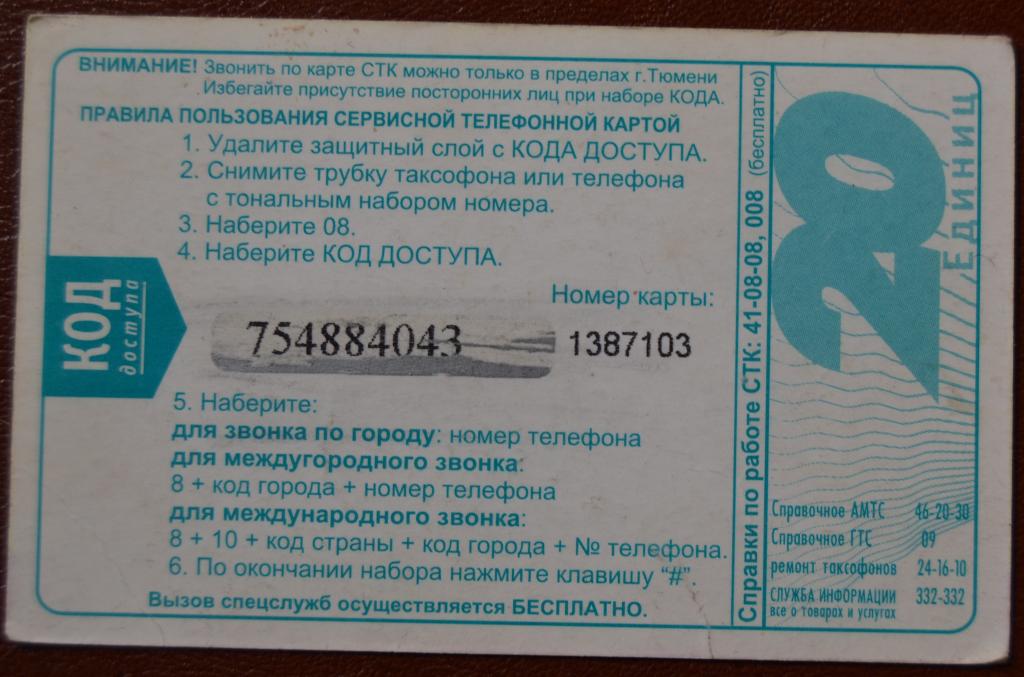 ВНИМАНИЕ! Звонить по карте СТК можно только в пределах г.Тюмени
Избегайте присутствие посторонних лиц при наборе КОДА.
ПРАВИЛА ПОЛЬЗОВАНИЯ СЕРВИСНОЙ ТЕЛЕФОННОЙ КАРТОЙ
1. Удалите защитный слой с КОДА ДОСТУПА.
2. Снимите трубку таксофона или телефона
с тональным набором номера.
3. Наберите 08.
4. Наберите КОД ДОСТУПА.
КОД
доступа
Номер карты:
754884043
1387103
5. Наберите:
для звонка по городу: номер телефона
для междугородного звонка:
8 + код города + номер телефона
для международного звонка:
8 + 10 + код страны + код города + № телефона.
6. По окончании набора нажмите клавишу "#".
Вызов спецслужб осуществляется БЕСПЛАТНО.
Справки по работе СТК: 41-08-08, 008 (бесплатно)
20
ЕДИНИЦ
Справочное АМТС 46-20-30
Справочное ГТС 09
ремонт таксофонов 24-16-10
СЛУЖБА ИНФОРМАЦИИ 332-332
все о товарах и услугах